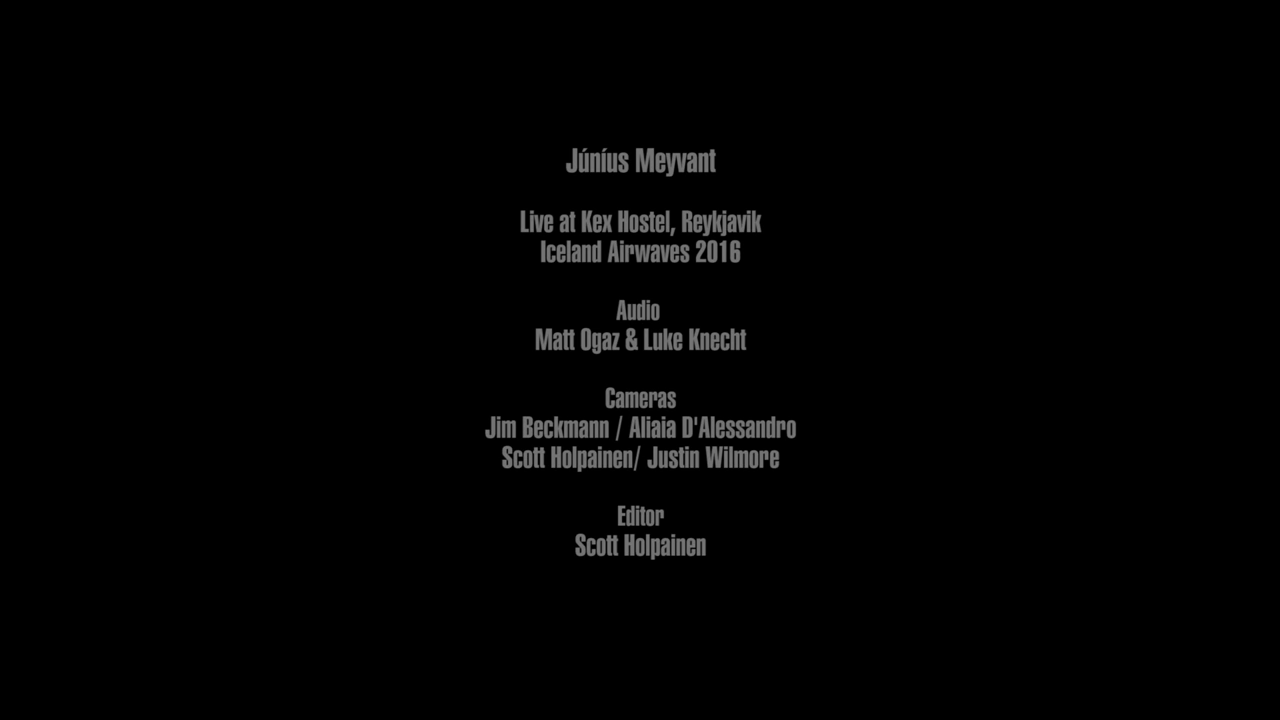 Júníus Meyvant
Live at Kex Hostel, Reykjavik
Iceland Airwaves 2016
Audio
Matt Ogaz & Luke Knecht
Cameras
Jim Beckmann / Aliaia D'Alessandro
Scott Holpainen/ Justin Wilmore
Editor
Scott Holpainen